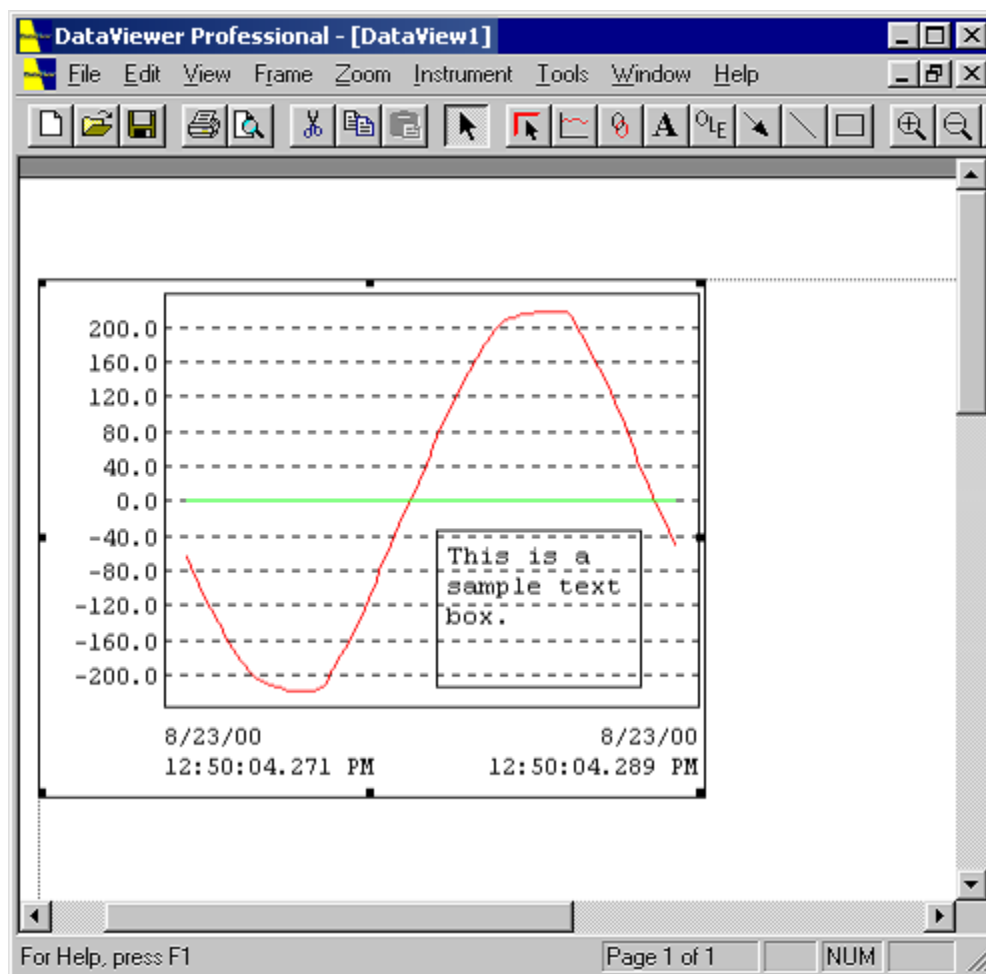 DataViewer Professional - [DataView1]
File Edit View Frame Zoom Instrument Tools Window Help
A OLE
200.0
160.0
120.0
80.0
40.0
0.0
-40.0
-80.0
-120.0
-160.0
-200.0
This is a
sample text
box.
8/23/00 8/23/00
12:50:04.271 PM 12:50:04.289 PM
For Help, press F1 Page 1 of 1 NUM